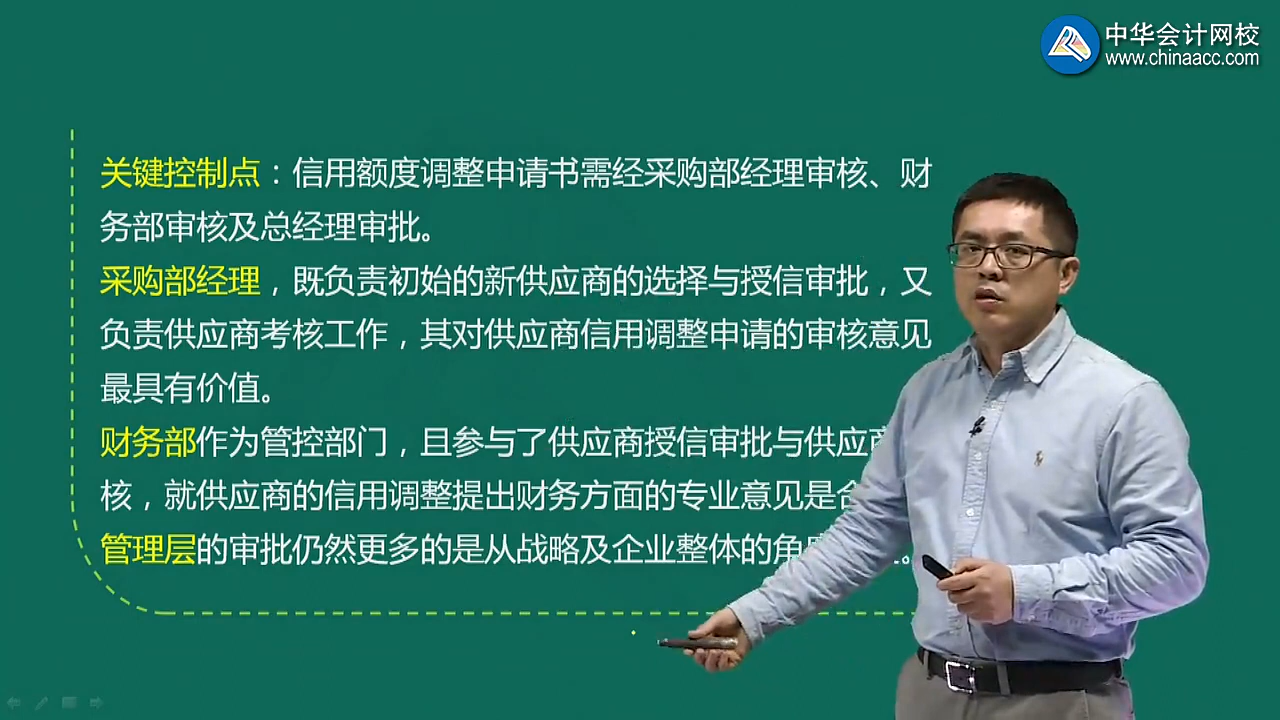 中华会计网校
www.chinaacc.com
关键控制点：信用额度调整申请书需经采购部经理审核、财
务部审核及总经理审批。
采购部经理，既负责初始的新供应商的选择与授信审批，又
负责供应商考核工作，其对供应商信用调整申请的审核意见
最具有价值。
财务部作为管控部门，且参与了供应商授信审批与供应商
核，就供应商的信用调整提出财务方面的专业意见是合
管理层的审批仍然更多的是从战略及企业整体的角度